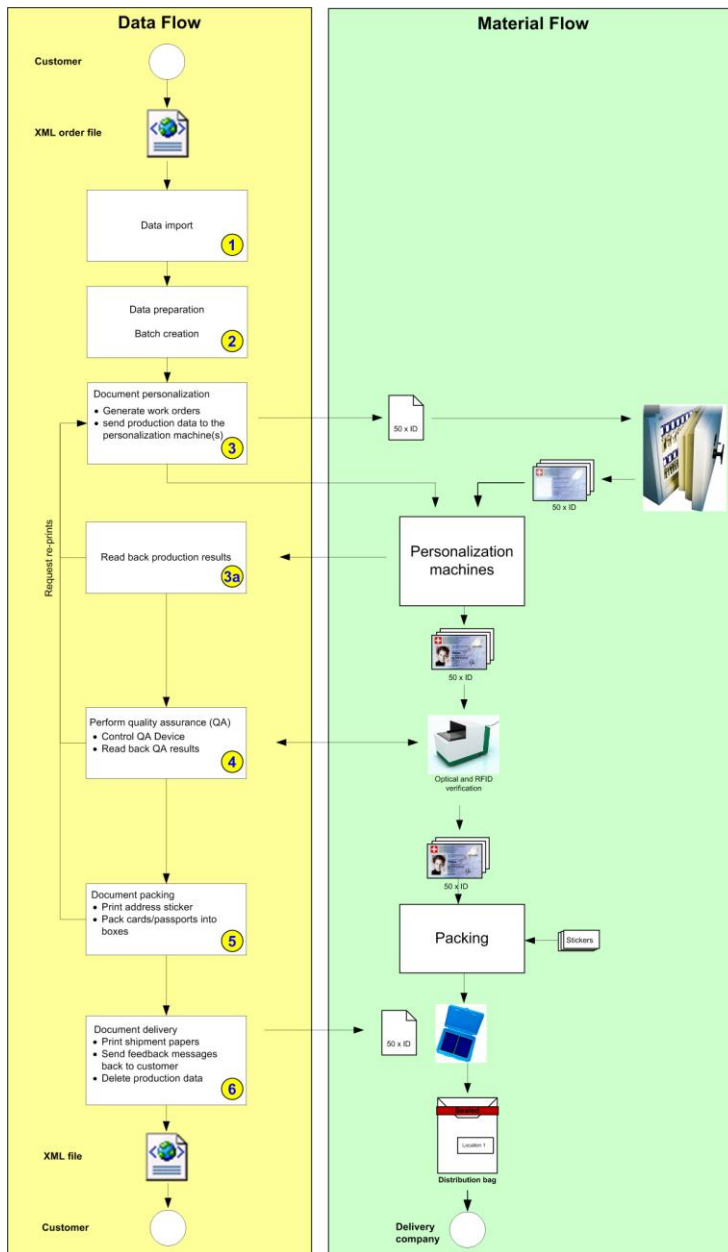 Data Flow
Material Flow
Customer
XML order file
Data import
1
Data preparation
Batch creation
2
Document personalization
• Generate work orders
• send production data to the
personalization machine(s)
3
50 x ID
50 x ID
Request re-prints
Read back production results
3a
Personalization
machines
50 x ID
Perform quality assurance (QA)
• Control QA Device
• Read back QA results
4
Optical and RFID
verification
50 x ID
Document packing
• Print address sticker
• Pack cards/passports into
boxes
5
Packing
Stickers
Document delivery
• Print shipment papers
• Send feedback messages
back to customer
• Delete production data
6
50 x ID
Sealed
Location 1
Distribution bag
XML file
Customer
Delivery
company